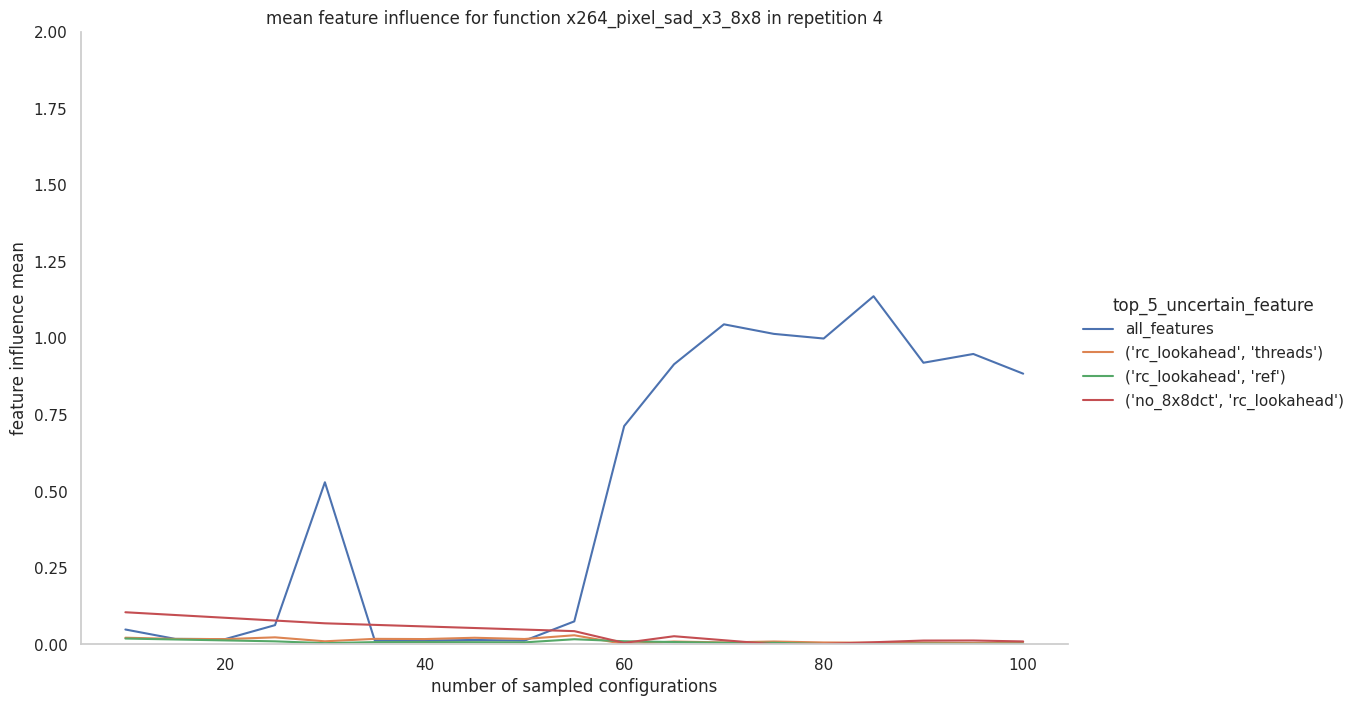 mean feature influence for function x264_pixel_sad_x3_8x8 in repetition 4
2.00
1.75
1.50
1.25
1.00
0.75
0.50
0.25
0.00
feature influence mean
20
40
60
80
100
number of sampled configurations
top_5_uncertain_feature
all_features
('rc_lookahead', 'threads')
('rc_lookahead', 'ref')
('no_8x8dct', 'rc_lookahead')